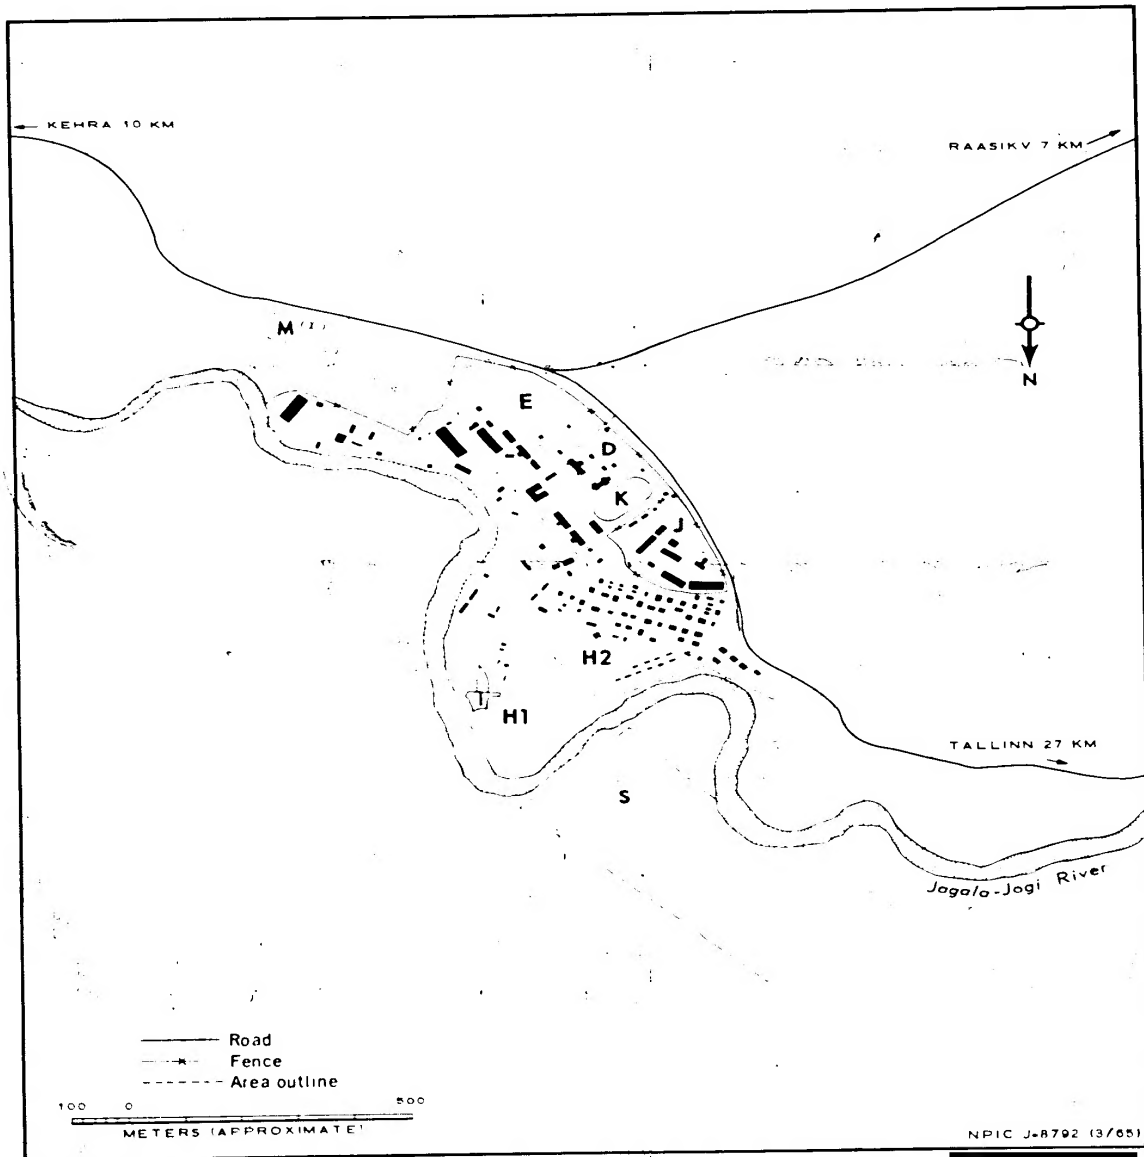 KEHRA 10 KM
RAASIKV 7 KM
M
N
E
D
K
J
H2
H1
TALLINN 27 KM
S
Jagala-Jogi River
Road
Fence
Area outline
100 0 500
METERS (APPROXIMATE)
NPIC J-8792 (3/65)